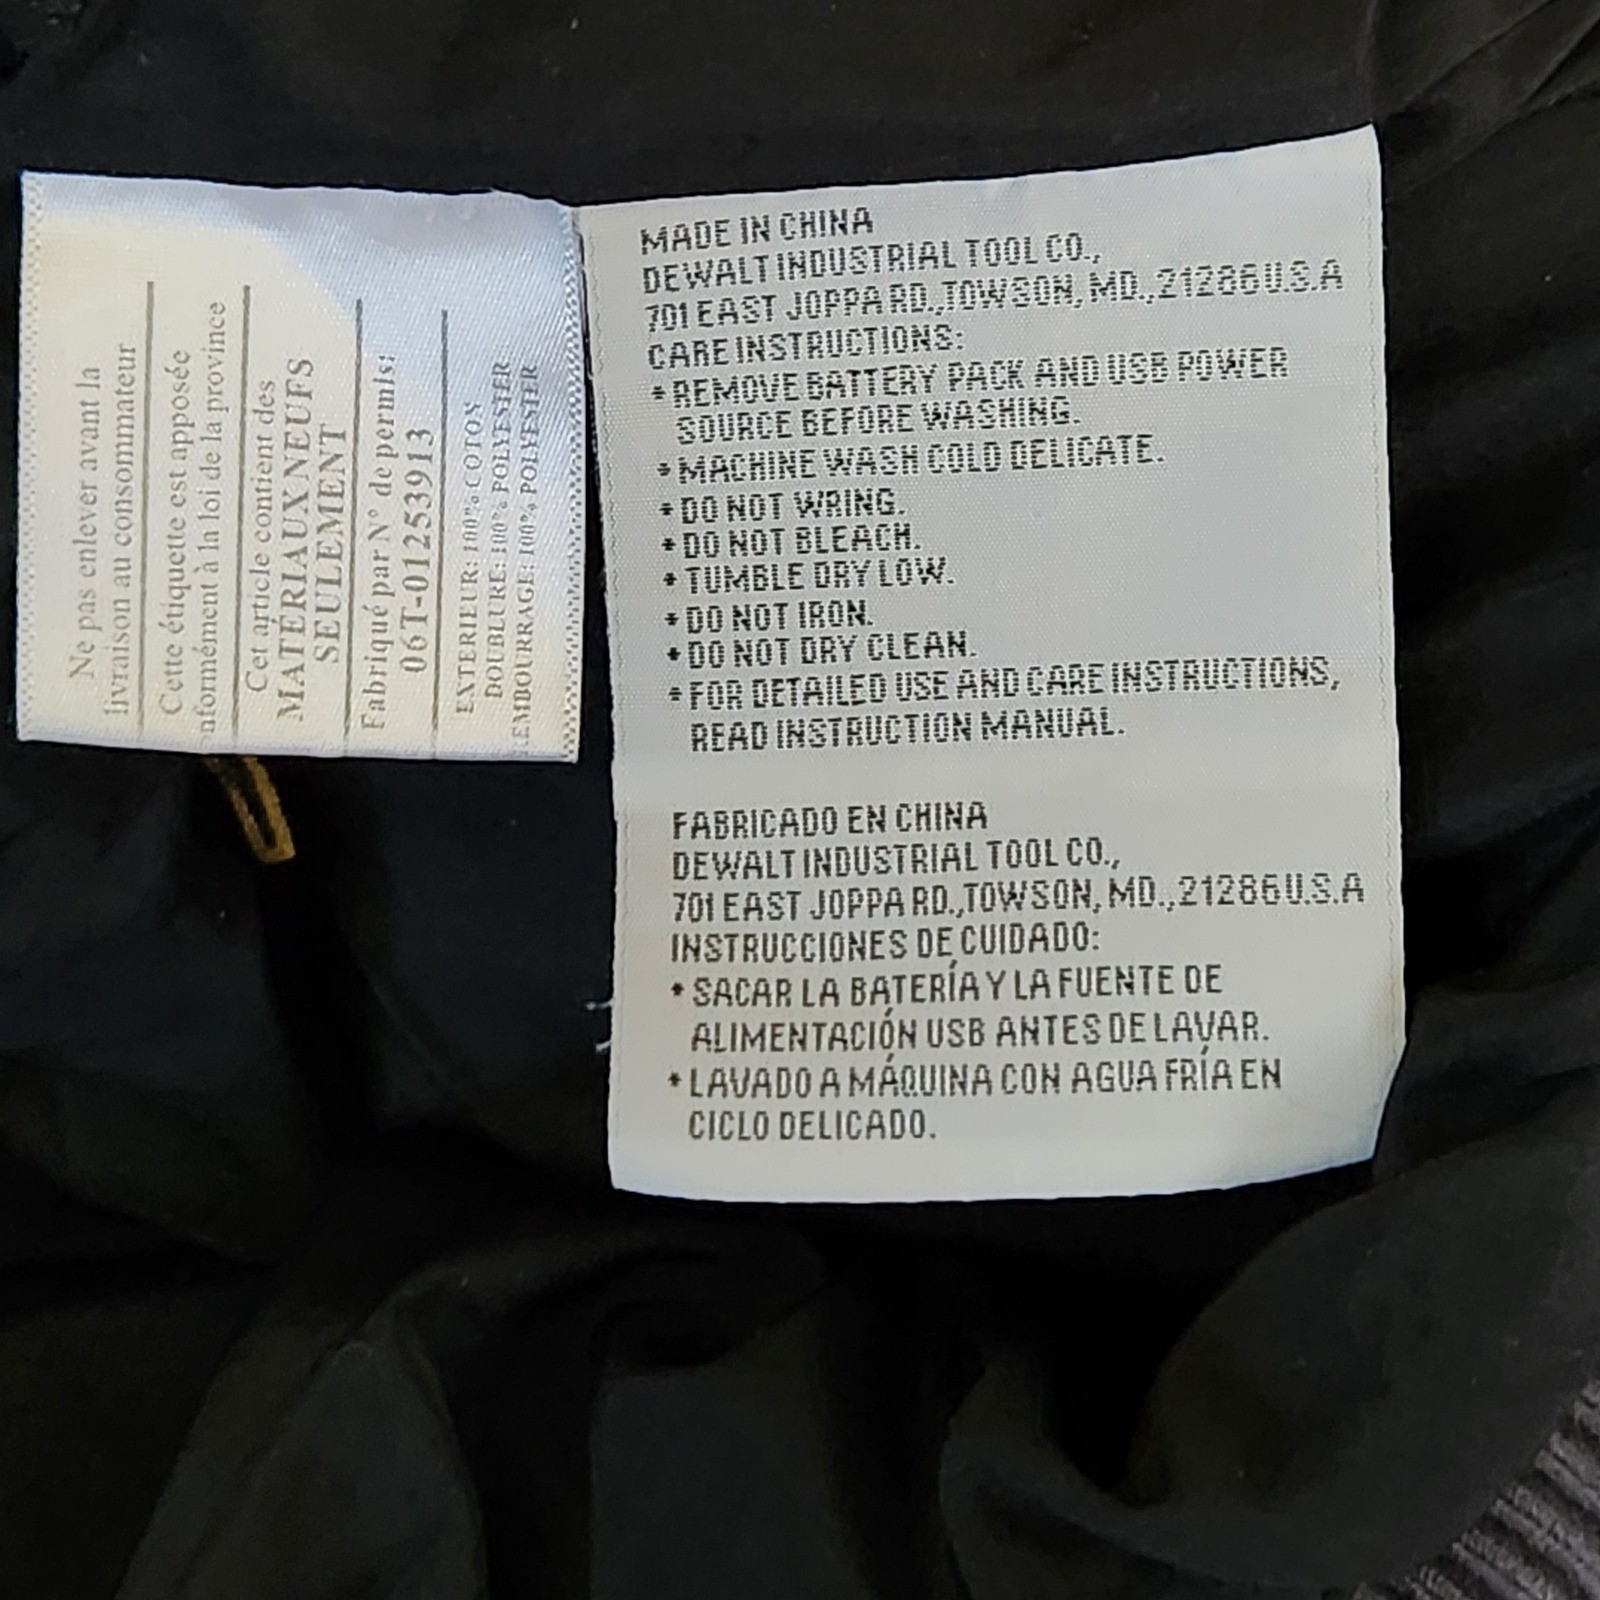 Ne pas enlever avant la
livraison au consommateur
Cette étiquette est apposée
nformément à la loi de la province
Cet article contient des
MATÉRIAUX NEUFS
SEULEMENT
Fabriqué par N° de permis:
06T-01253913
EXTERIEUR: 100% COTON
DOUBLURE: 100% POLYESTER
REMBOURRAGE: 100% POLYESTER
MADE IN CHINA
DEWALT INDUSTRIAL TOOL CO.,
701 EAST JOPPA RD., TOWSON, MD., 21286 U.S.A
CARE INSTRUCTIONS:
* REMOVE BATTERY PACK AND USB POWER
SOURCE BEFORE WASHING.
* MACHINE WASH COLD DELICATE.
* DO NOT WRING.
* DO NOT BLEACH.
* TUMBLE DRY LOW.
* DO NOT IRON.
* DO NOT DRY CLEAN.
* FOR DETAILED USE AND CARE INSTRUCTIONS,
READ INSTRUCTION MANUAL.
FABRICADO EN CHINA
DEWALT INDUSTRIAL TOOL CO.,
701 EAST JOPPA RD., TOWSON, MD., 21286 U.S.A
INSTRUCCIONES DE CUIDADO:
* SACAR LA BATERÍA Y LA FUENTE DE
ALIMENTACIÓN USB ANTES DE LAVAR.
* LAVADO A MÁQUINA CON AGUA FRÍA EN
CICLO DELICADO.